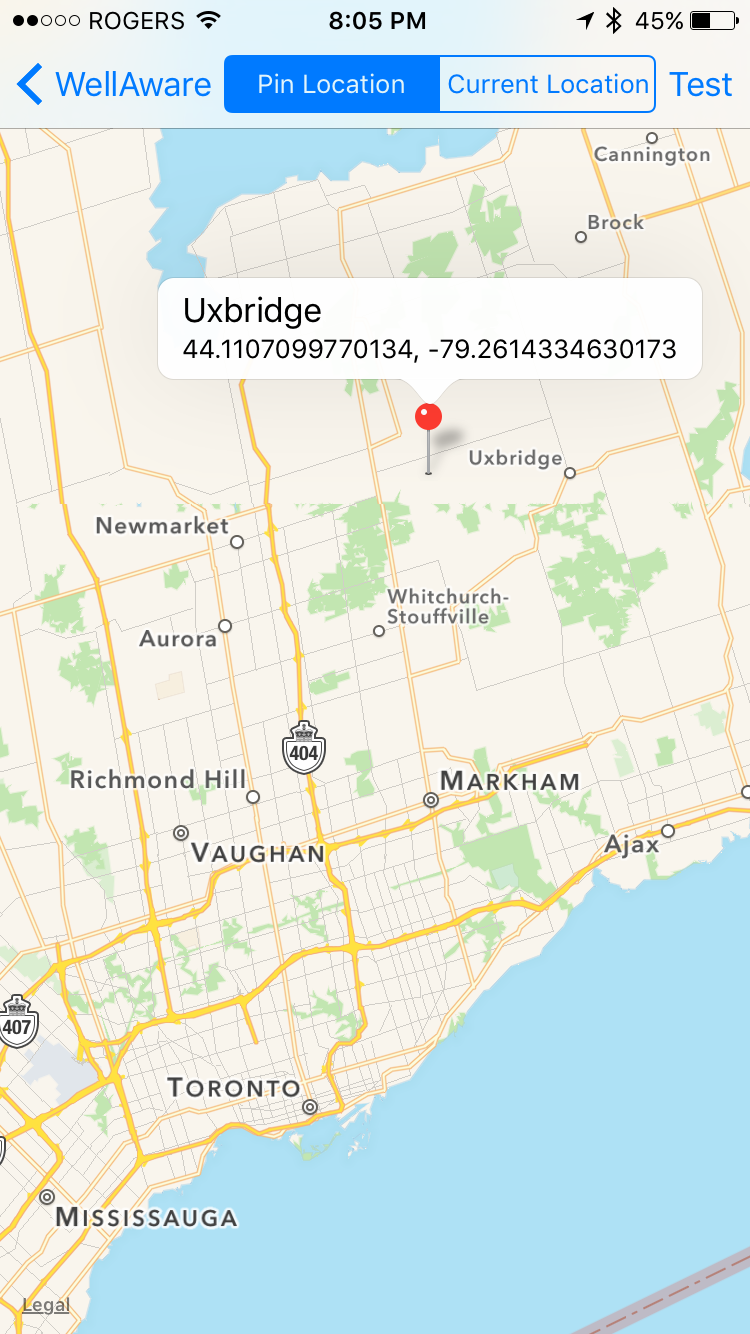 ROGERS 8:05 PM 45%
WellAware Pin Location Current Location Test
Cannington
Brock
Uxbridge
44.1107099770134, -79.2614334630173
Uxbridge
Newmarket
Whitchurch-
Stouffville
Aurora
404
Richmond Hill
MARKHAM
Ajax
VAUGHAN
407
TORONTO
MISSISSAUGA
Legal